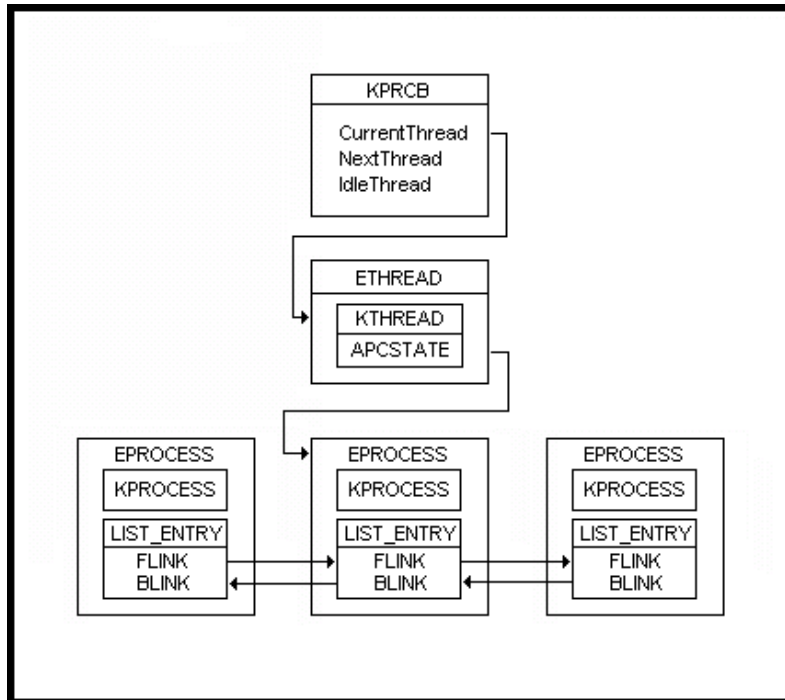 KPRCB
CurrentThread
NextThread
IdleThread
ETHREAD
KTHREAD
APCSTATE
EPROCESS
KPROCESS
LIST_ENTRY
FLINK
BLINK
EPROCESS
KPROCESS
LIST_ENTRY
FLINK
BLINK
EPROCESS
KPROCESS
LIST_ENTRY
FLINK
BLINK